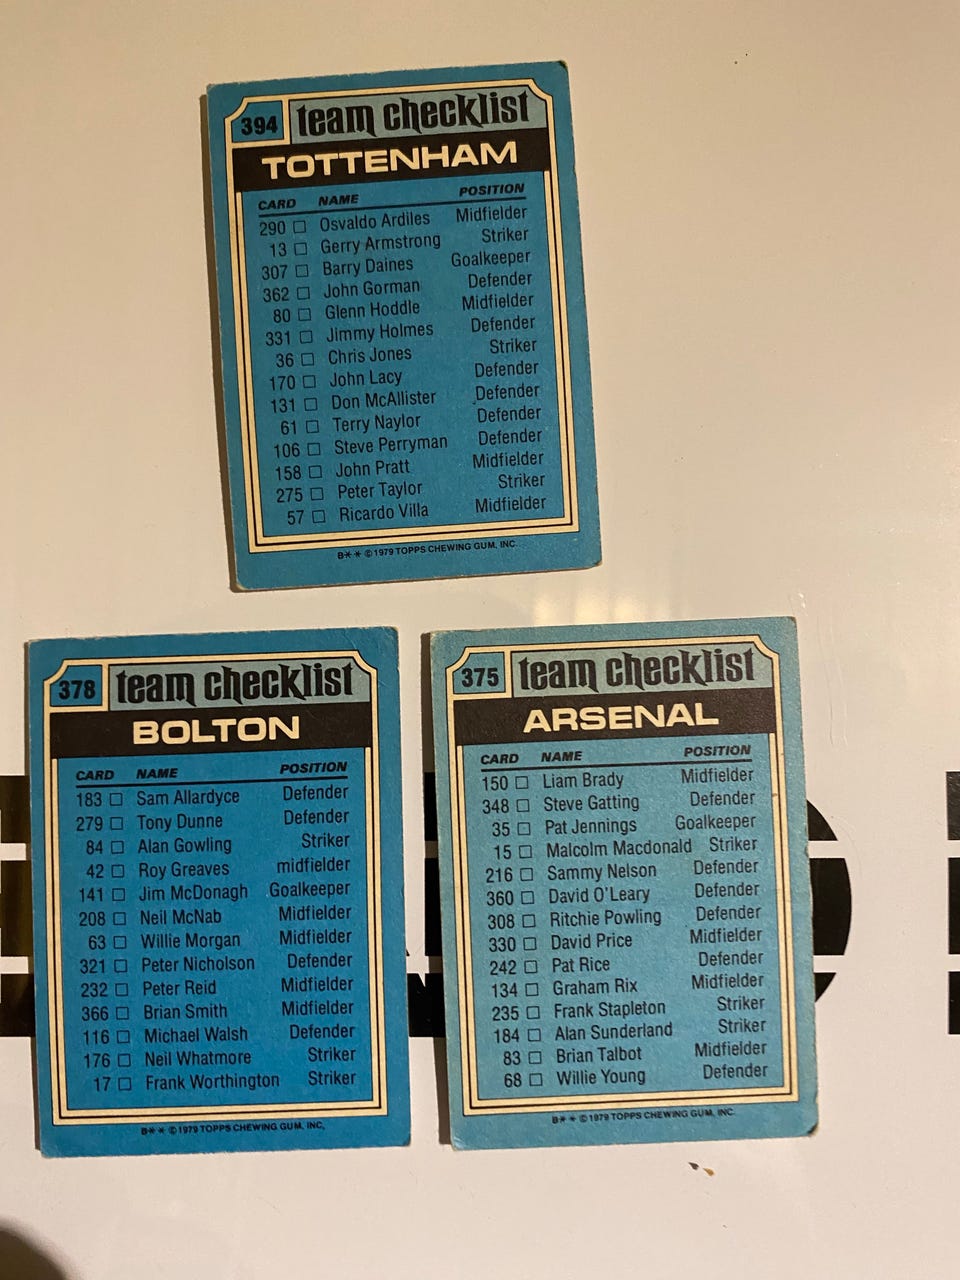 394 team checklist
TOTTENHAM
CARD NAME POSITION
290 Osvaldo Ardiles Midfielder
13 Gerry Armstrong Striker
307 Barry Daines Goalkeeper
362 John Gorman Defender
80 Glenn Hoddle Midfielder
331 Jimmy Holmes Defender
36 Chris Jones Striker
170 John Lacy Defender
131 Don McAllister Defender
61 Terry Naylor Defender
106 Steve Perryman Defender
158 John Pratt Midfielder
275 Peter Taylor Striker
57 Ricardo Villa Midfielder
B** © 1979 TOPPS CHEWING GUM, INC.
378 team checklist
BOLTON
CARD NAME POSITION
183 Sam Allardyce Defender
279 Tony Dunne Defender
84 Alan Gowling Striker
42 Roy Greaves midfielder
141 Jim McDonagh Goalkeeper
208 Neil McNab Midfielder
63 Willie Morgan Midfielder
321 Peter Nicholson Defender
232 Peter Reid Midfielder
366 Brian Smith Midfielder
116 Michael Walsh Defender
176 Neil Whatmore Striker
17 Frank Worthington Striker
B** © 1979 TOPPS CHEWING GUM, INC,
375 team checklist
ARSENAL
CARD NAME POSITION
150 Liam Brady Midfielder
348 Steve Gatting Defender
35 Pat Jennings Goalkeeper
15 Malcolm Macdonald Striker
216 Sammy Nelson Defender
360 David O'Leary Defender
308 Ritchie Powling Defender
330 David Price Midfielder
242 Pat Rice Defender
134 Graham Rix Midfielder
235 Frank Stapleton Striker
184 Alan Sunderland Striker
83 Brian Talbot Midfielder
68 Willie Young Defender
B** © 1979 TOPPS CHEWING GUM, INC.